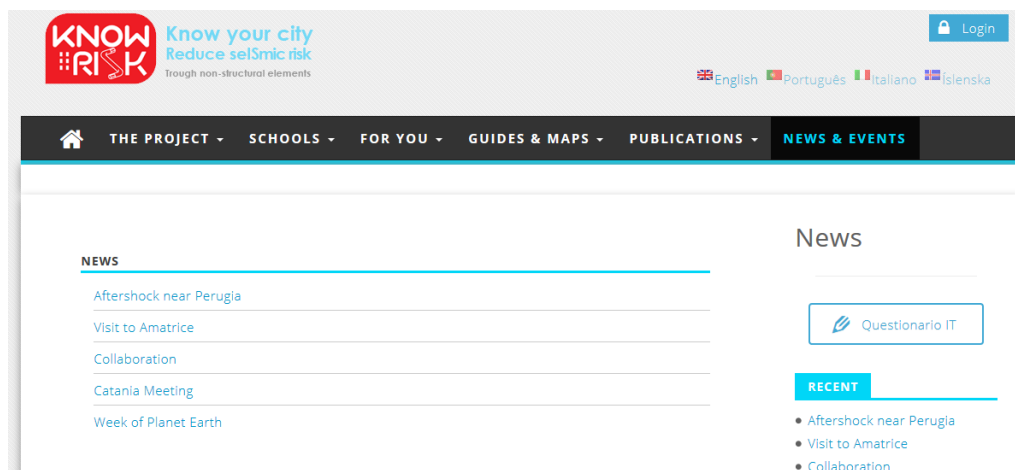 KNOW
RISK
Know your city
Reduce seISmic risk
Trough non-structural elements
Login
English Português Italiano Íslenska
THE PROJECT SCHOOLS FOR YOU GUIDES & MAPS PUBLICATIONS NEWS & EVENTS
News
NEWS
Aftershock near Perugia
Visit to Amatrice
Collaboration
Catania Meeting
Week of Planet Earth
Questionario IT
RECENT
Aftershock near Perugia
Visit to Amatrice
Collaboration